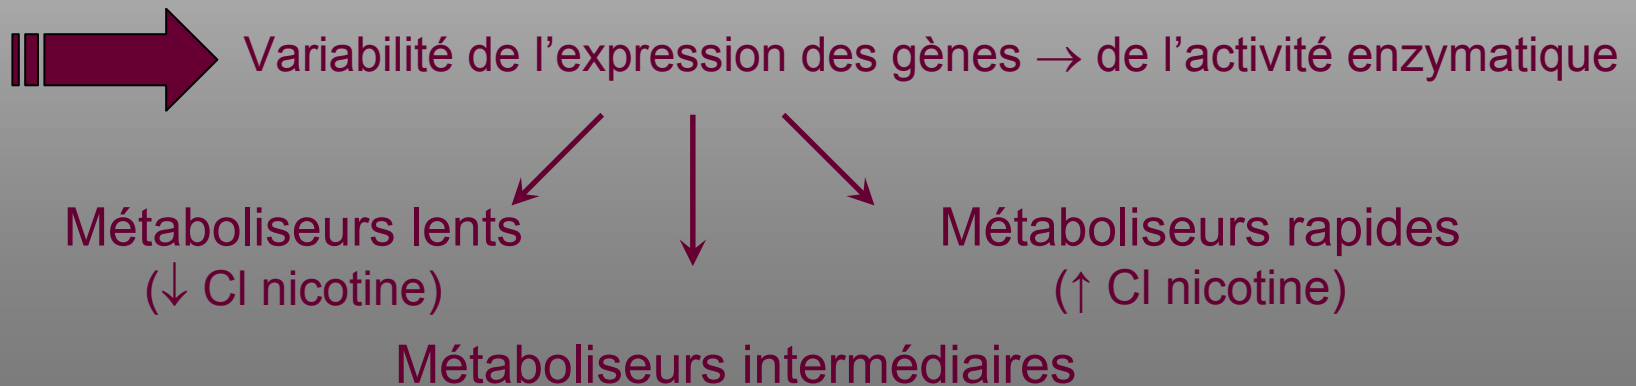 Variabilité de l’expression des gènes → de l’activité enzymatique
Métaboliseurs lents
(↓ Cl nicotine)
Métaboliseurs rapides
(↑ Cl nicotine)
Métaboliseurs intermédiaires